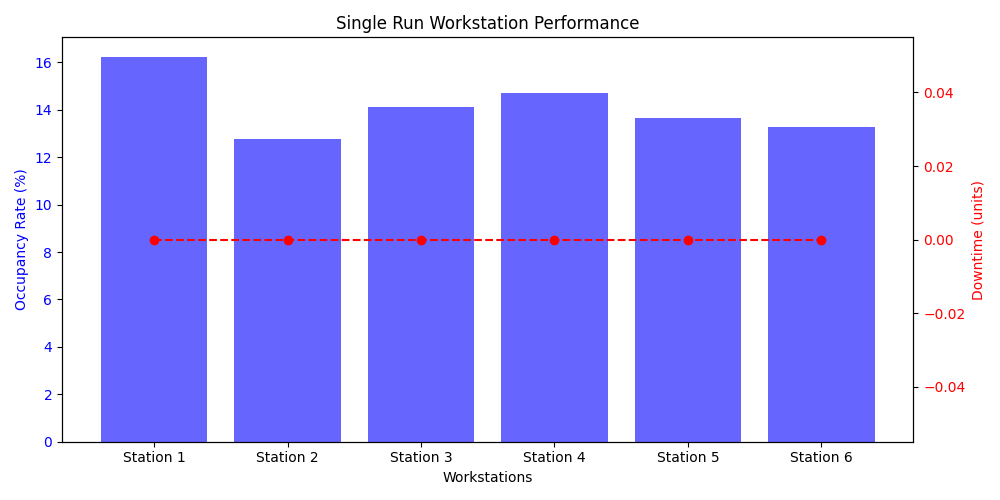 Single Run Workstation Performance
Occupancy Rate (%)
16
14
12
10
8
6
4
2
0
Station 1
Station 2
Station 3
Station 4
Station 5
Station 6
Workstations
0.04
0.02
0.00
−0.02
−0.04
Downtime (units)